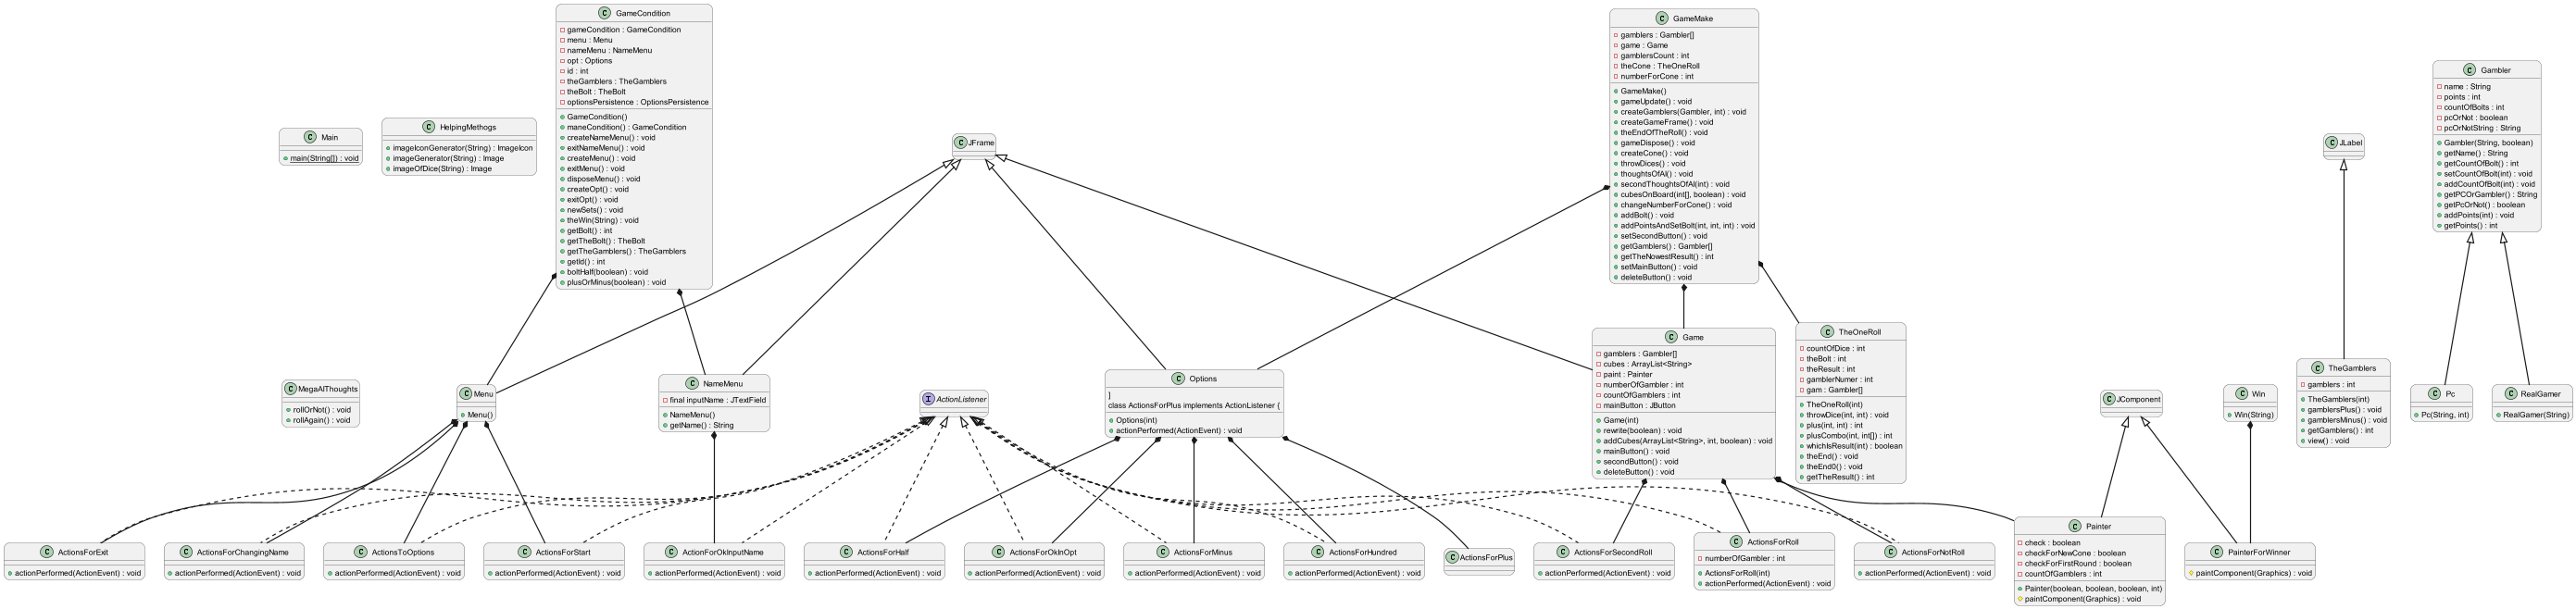 GameCondition
gameCondition : GameCondition
menu : Menu
nameMenu : NameMenu
opt : Options
id : int
theGamblers : TheGamblers
theBolt : TheBolt
optionsPersistence : OptionsPersistence
GameCondition()
maneCondition() : GameCondition
createNameMenu() : void
exitNameMenu() : void
createMenu() : void
exitMenu() : void
disposeMenu() : void
createOpt() : void
exitOpt() : void
newSets() : void
theWin(String) : void
getBolt() : int
getTheBolt() : TheBolt
getTheGamblers() : TheGamblers
getId() : int
boltHalf(boolean) : void
plusOrMinus(boolean) : void
GameMake
gamblers : Gambler[]
game : Game
gamblersCount : int
theCone : TheOneRoll
numberForCone : int
GameMake()
gameUpdate() : void
createGamblers(Gambler, int) : void
createGameFrame() : void
theEndOfTheRoll() : void
gameDispose() : void
createCone() : void
throwDices() : void
thoughtsOfAI() : void
secondThoughtsOfAI(int) : void
cubesOnBoard(int[], boolean) : void
changeNumberForCone() : void
addBolt() : void
addPointsAndSetBolt(int, int, int) : void
setSecondButton() : void
getGamblers() : Gambler[]
getTheNowestResult() : int
setMainButton() : void
deleteButton() : void
Gambler
name : String
points : int
countOfBolts : int
pcOrNot : boolean
pcOrNotString : String
Gambler(String, boolean)
getName() : String
getCountOfBolt() : int
setCountOfBolt(int) : void
addCountOfBolt(int) : void
getPCOrGambler() : String
getPcOrNot() : boolean
addPoints(int) : void
getPoints() : int
Main
main(String[]) : void
HelpingMethogs
imageIconGenerator(String) : ImageIcon
imageGenerator(String) : Image
imageOfDice(String) : Image
JFrame
JLabel
MegaAIThoughts
rollOrNot() : void
rollAgain() : void
Menu
Menu()
NameMenu
final inputName : JTextField
NameMenu()
getName() : String
ActionListener
Options
]
class ActionsForPlus implements ActionListener {
Options(int)
actionPerformed(ActionEvent) : void
Game
gamblers : Gambler[]
cubes : ArrayList<String>
paint : Painter
numberOfGambler : int
countOfGamblers : int
mainButton : JButton
Game(int)
rewrite(boolean) : void
addCubes(ArrayList<String>, int, boolean) : void
mainButton() : void
secondButton() : void
deleteButton() : void
TheOneRoll
countOfDice : int
theBolt : int
theResult : int
gamblerNumer : int
gam : Gambler[]
TheOneRoll(int)
throwDice(int, int) : void
plus(int, int) : int
plusCombo(int, int[]) : int
whichIsResult(int) : boolean
theEnd() : void
theEnd0() : void
getTheResult() : int
JComponent
Win
Win(String)
TheGamblers
gamblers : int
TheGamblers(int)
gamblersPlus() : void
gamblersMinus() : void
getGamblers() : int
view() : void
Pc
Pc(String, int)
RealGamer
RealGamer(String)
ActionsForExit
actionPerformed(ActionEvent) : void
ActionsForChangingName
actionPerformed(ActionEvent) : void
ActionsToOptions
actionPerformed(ActionEvent) : void
ActionsForStart
actionPerformed(ActionEvent) : void
ActionForOkInputName
actionPerformed(ActionEvent) : void
ActionsForHalf
actionPerformed(ActionEvent) : void
ActionsForOkInOpt
actionPerformed(ActionEvent) : void
ActionsForMinus
actionPerformed(ActionEvent) : void
ActionsForHundred
actionPerformed(ActionEvent) : void
ActionsForPlus
ActionsForSecondRoll
actionPerformed(ActionEvent) : void
ActionsForRoll
numberOfGambler : int
ActionsForRoll(int)
actionPerformed(ActionEvent) : void
ActionsForNotRoll
actionPerformed(ActionEvent) : void
Painter
check : boolean
checkForNewCone : boolean
checkForFirstRound : boolean
countOfGamblers : int
Painter(boolean, boolean, boolean, int)
paintComponent(Graphics) : void
PainterForWinner
paintComponent(Graphics) : void